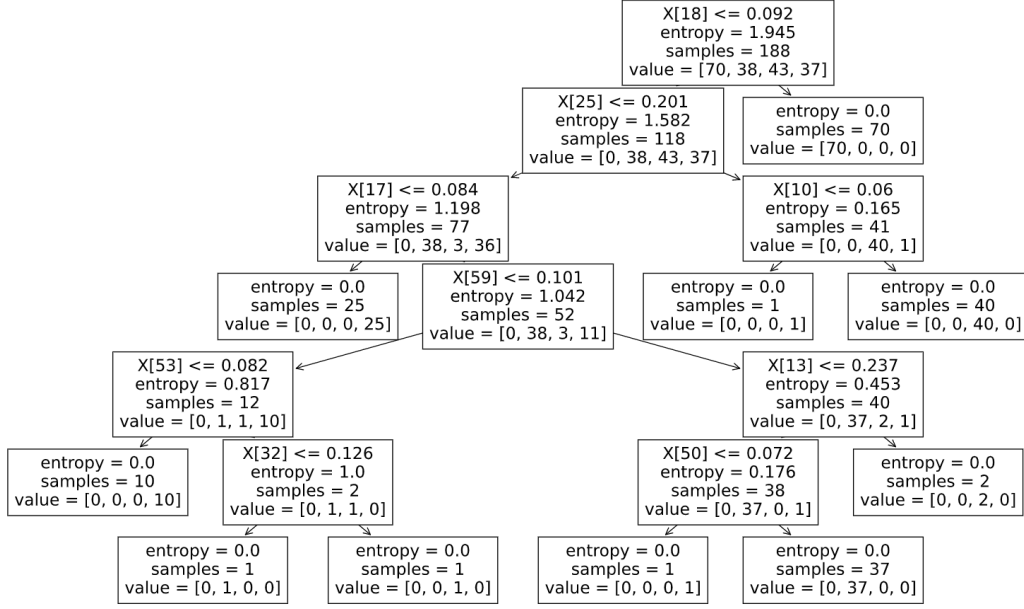 X[18] <= 0.092
entropy = 1.945
samples = 188
value = [70, 38, 43, 37]
X[25] <= 0.201
entropy = 1.582
samples = 118
value = [0, 38, 43, 37]
entropy = 0.0
samples = 70
value = [70, 0, 0, 0]
X[17] <= 0.084
entropy = 1.198
samples = 77
value = [0, 38, 3, 36]
X[10] <= 0.06
entropy = 0.165
samples = 41
value = [0, 0, 40, 1]
entropy = 0.0
samples = 25
value = [0, 0, 0, 25]
X[59] <= 0.101
entropy = 1.042
samples = 52
value = [0, 38, 3, 11]
entropy = 0.0
samples = 1
value = [0, 0, 0, 1]
entropy = 0.0
samples = 40
value = [0, 0, 40, 0]
X[53] <= 0.082
entropy = 0.817
samples = 12
value = [0, 1, 1, 10]
X[13] <= 0.237
entropy = 0.453
samples = 40
value = [0, 37, 2, 1]
entropy = 0.0
samples = 10
value = [0, 0, 0, 10]
X[32] <= 0.126
entropy = 1.0
samples = 2
value = [0, 1, 1, 0]
X[50] <= 0.072
entropy = 0.176
samples = 38
value = [0, 37, 0, 1]
entropy = 0.0
samples = 2
value = [0, 0, 2, 0]
entropy = 0.0
samples = 1
value = [0, 1, 0, 0]
entropy = 0.0
samples = 1
value = [0, 0, 1, 0]
entropy = 0.0
samples = 1
value = [0, 0, 0, 1]
entropy = 0.0
samples = 37
value = [0, 37, 0, 0]